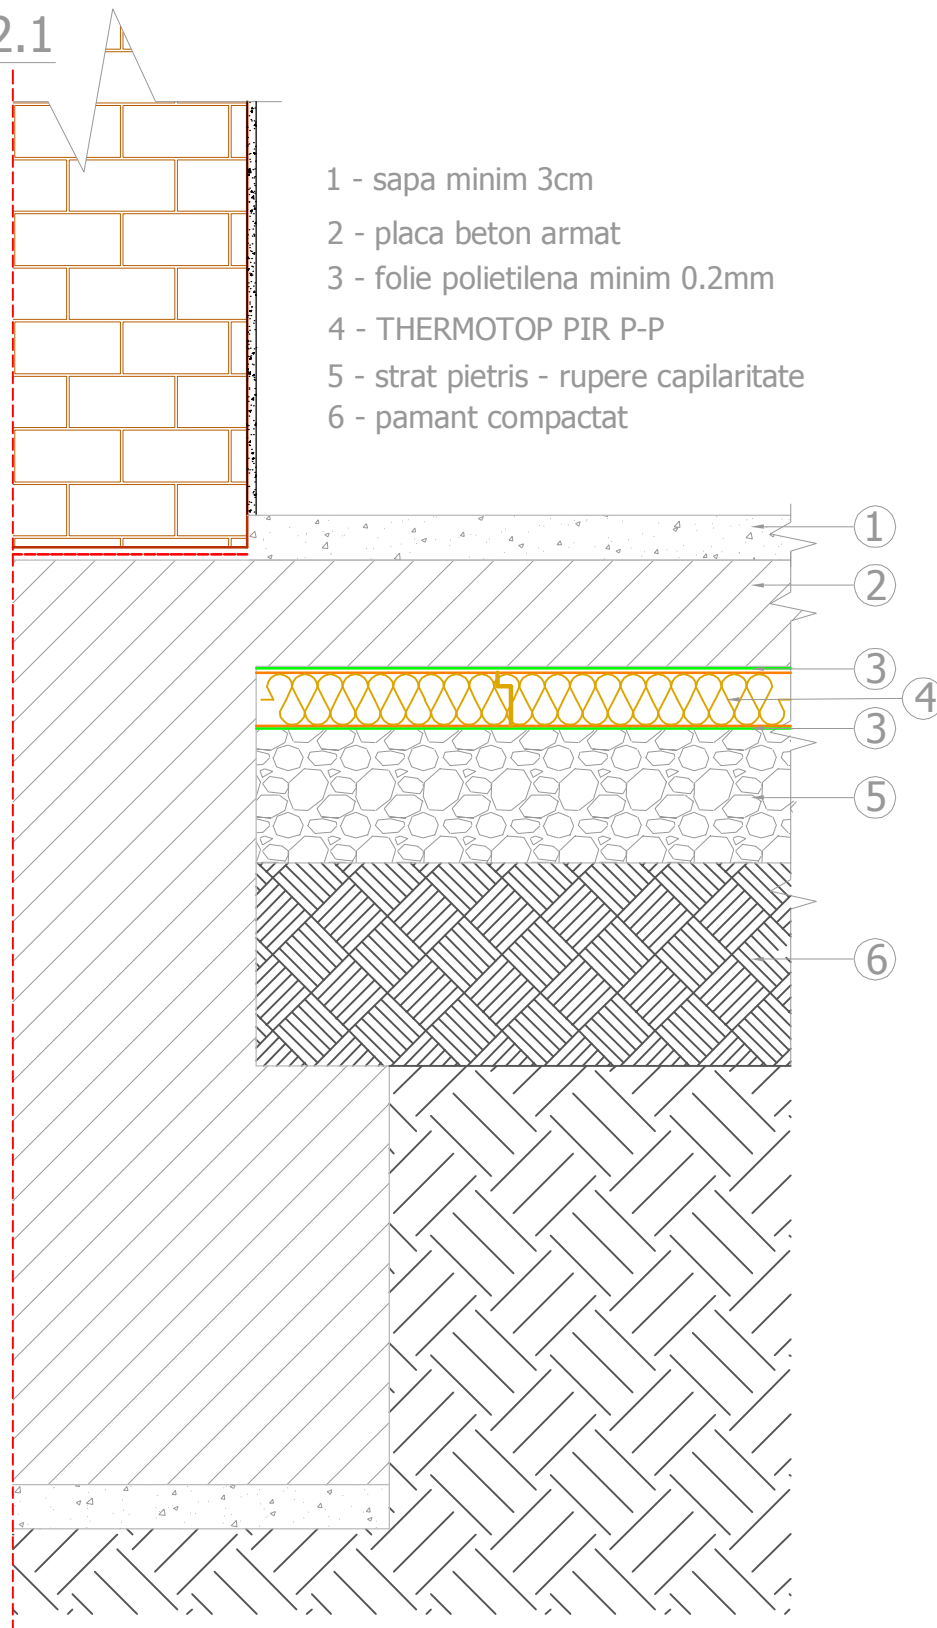 2.1
1 - sapa minim 3cm
2 - placa beton armat
3 - folie polietilena minim 0.2mm
4 - THERMOTOP PIR P-P
5 - strat pietris - rupere capilaritate
6 - pamant compactat
1
2
3
4
3
5
6